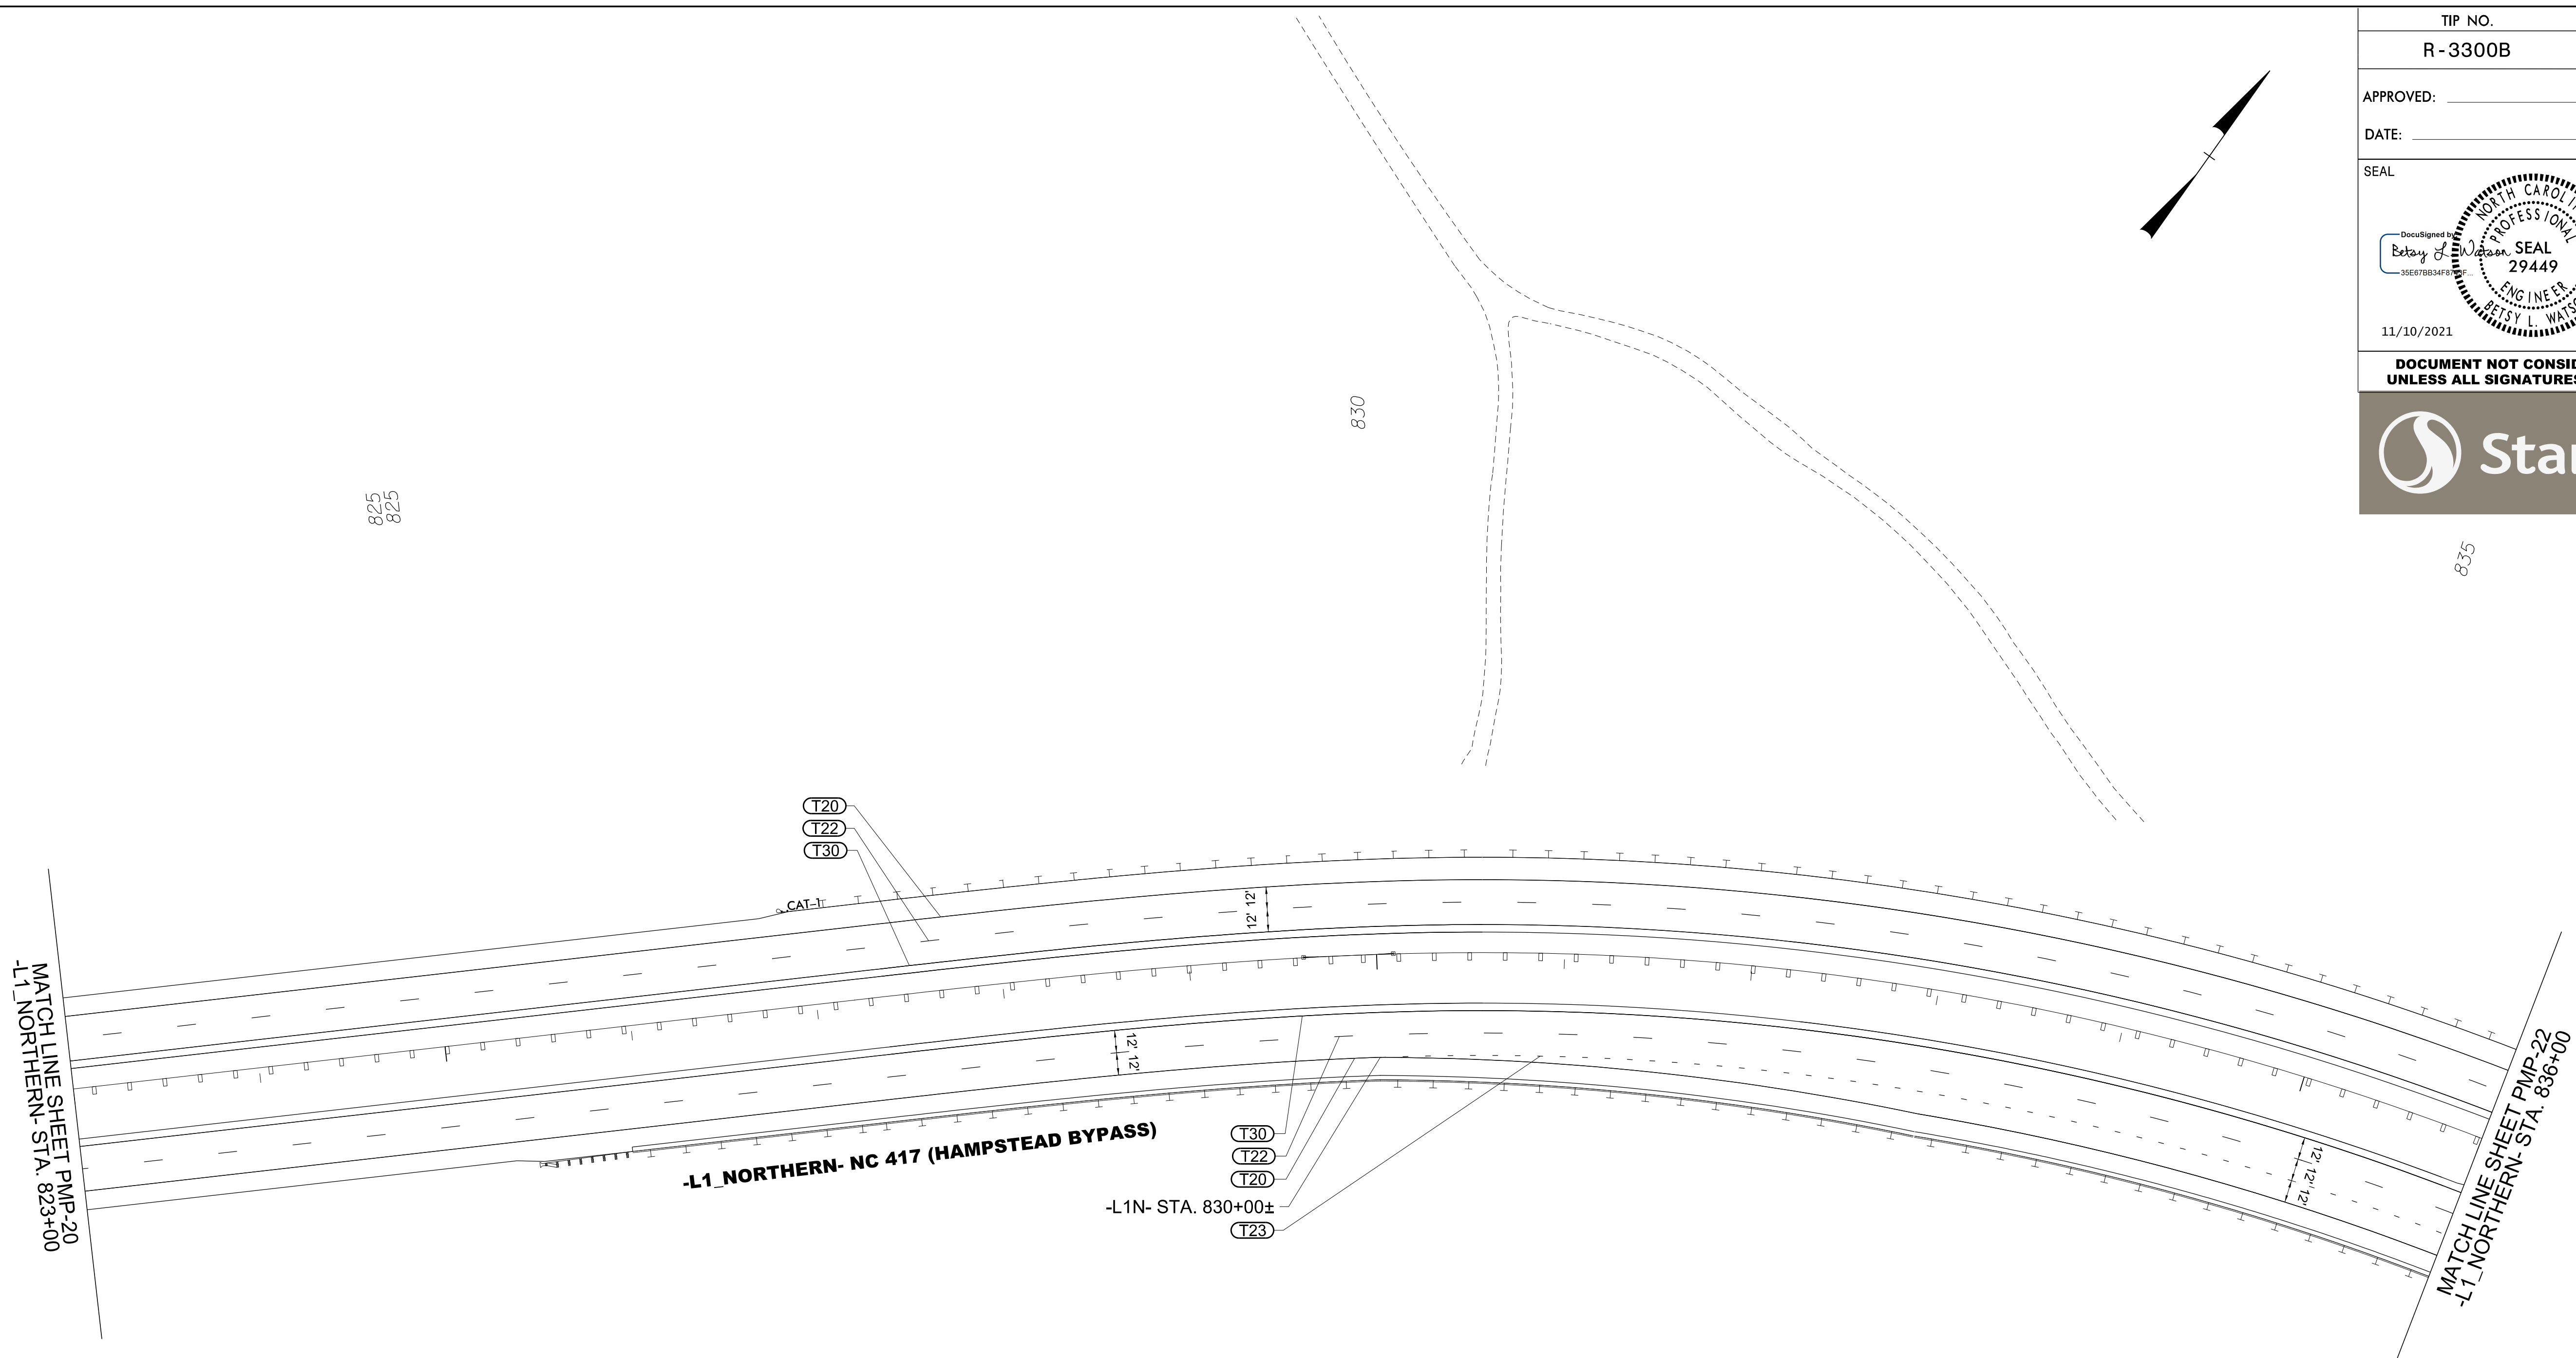 TIP NO.
R-3300B
APPROVED:
DATE:
SEAL
NORTH
PROFESSIONAL
DocuSigned by
Betsy L. Watson
SEAL
29449
ENGINEER
BETSY L.
11/10/2021
DOCUMENT NOT
UNLESS ALL
825
825
830
835
T20
T22
T30
CAT-1
12' 12'
12' 12'
MATCH LINE SHEET PMP-20
-L1_NORTHERN- STA. 823+00
-L1_NORTHERN- NC 417 (HAMPSTEAD BYPASS)
T30
T22
T20
-L1N- STA. 830+00±
T23
12' 12' 12'
MATCH LINE SHEET PMP-22
-L1_NORTHERN- STA. 836+00